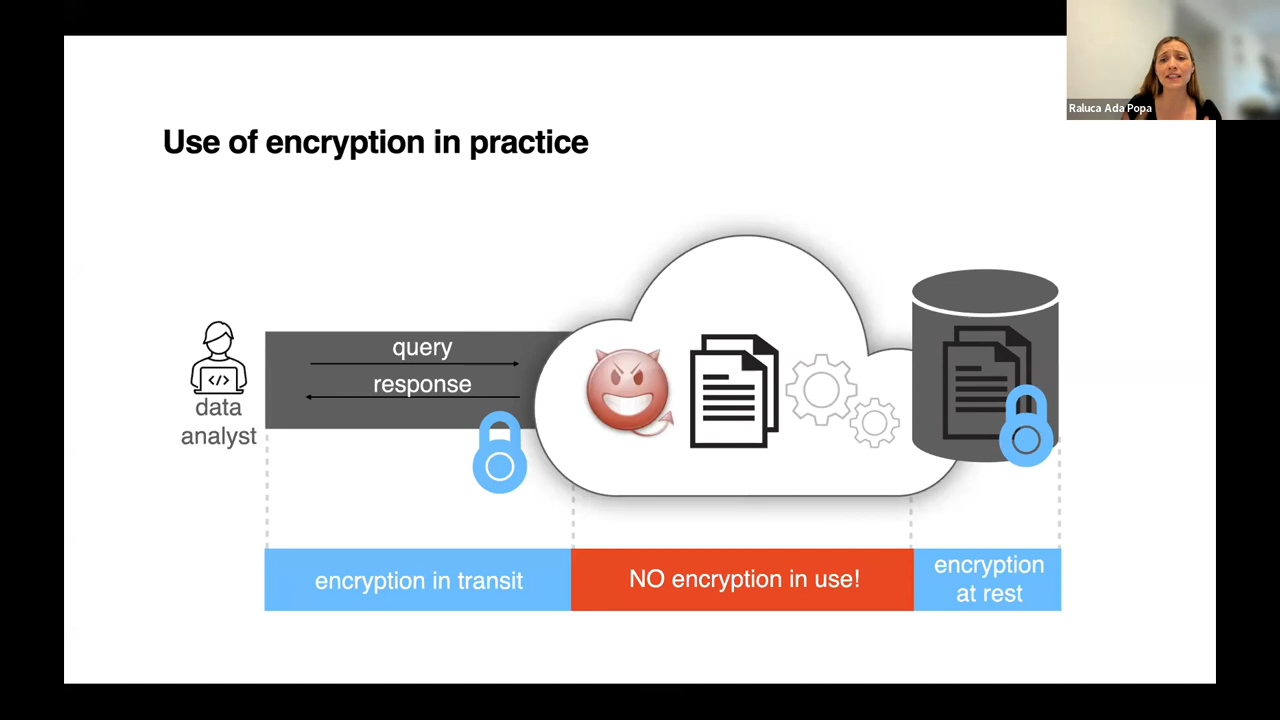 Raluca Ada Popa
Use of encryption in practice
query
response
</>
data
analyst
encryption in transit
NO encryption in use!
encryption
at rest